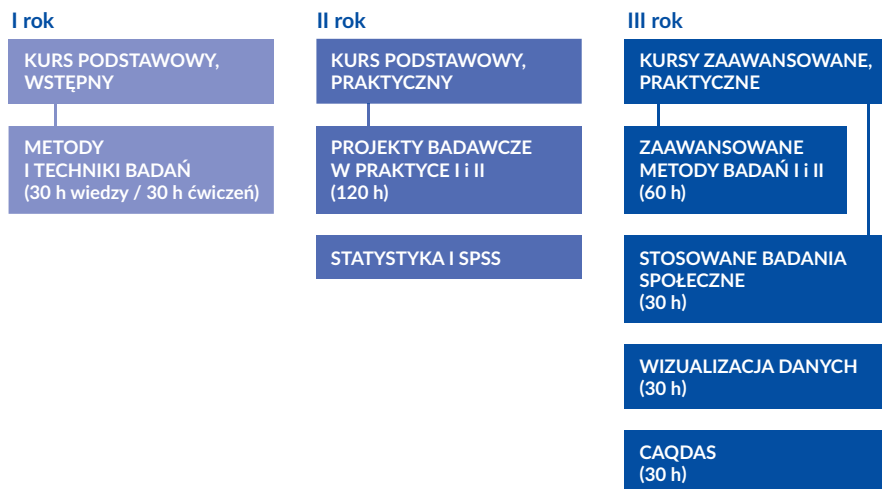 I rok
KURS PODSTAWOWY,
WSTĘPNY
METODY
I TECHNIKI BADAŃ
(30 h wiedzy / 30 h ćwiczeń)
II rok
KURS PODSTAWOWY,
PRAKTYCZNY
PROJEKTY BADAWCZE
W PRAKTYCE I i II
(120 h)
STATYSTYKA I SPSS
III rok
KURSY ZAAWANSOWANE,
PRAKTYCZNE
ZAAWANSOWANE
METODY BADAŃ I i II
(60 h)
STOSOWANE BADANIA
SPOŁECZNE
(30 h)
WIZUALIZACJA DANYCH
(30 h)
CAQDAS
(30 h)